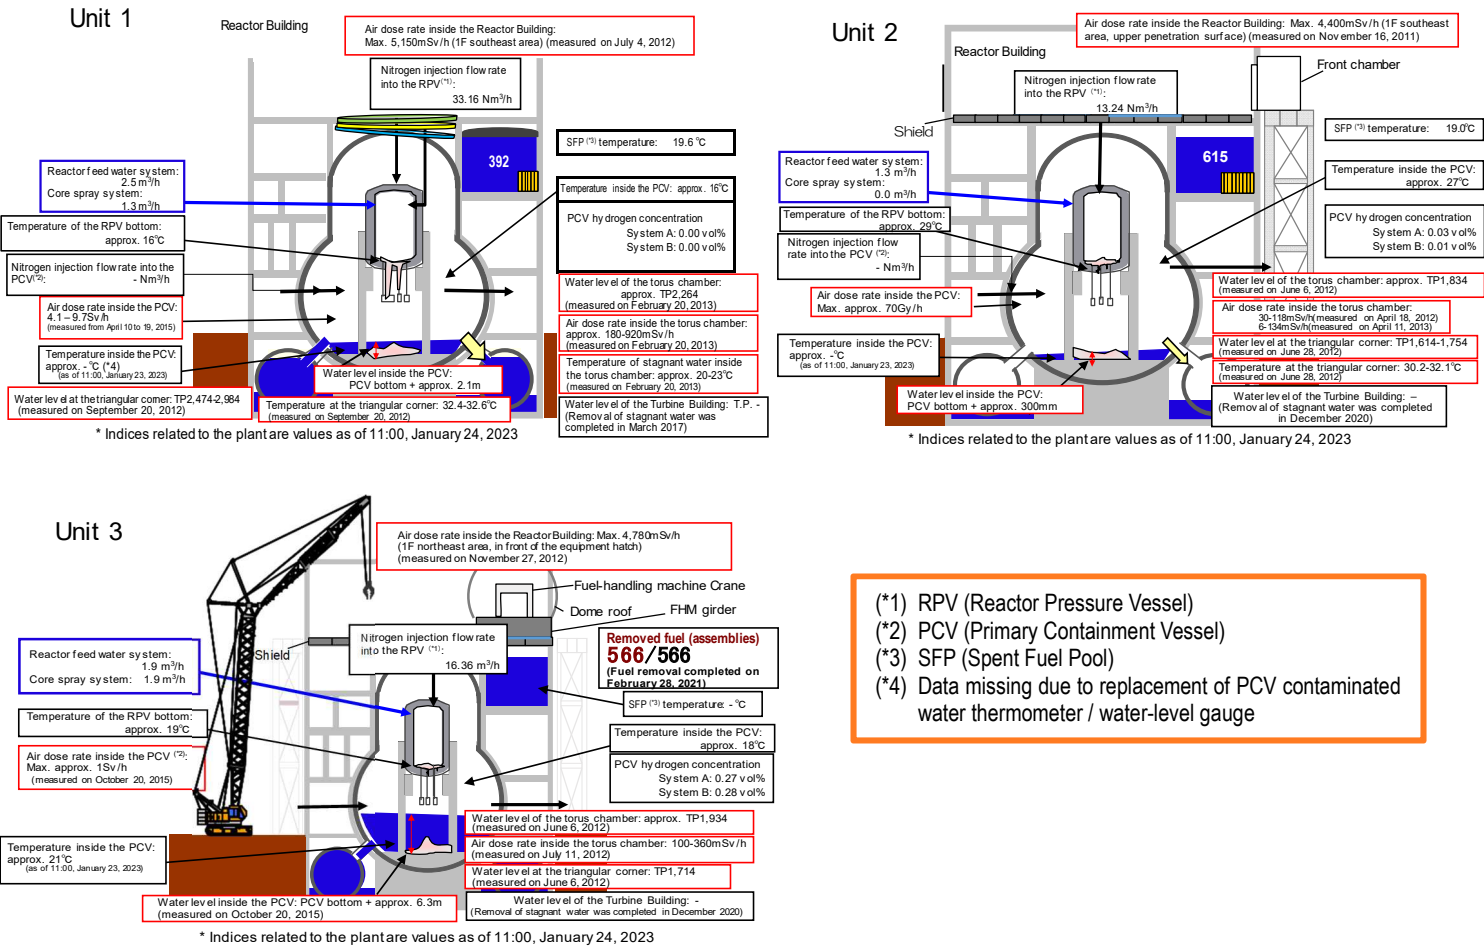 Unit 1
Reactor Building
Air dose rate inside the Reactor Building:
Max. 5,150mSv/h (1F southeast area) (measured on July 4, 2012)
Nitrogen injection flow rate
into the RPV(*1):
33.16 Nm3/h
392
SFP (*3) temperature: 19.6 ℃
Reactor feed water system:
2.5 m3/h
Core spray system:
1.3 m3/h
Temperature inside the PCV: approx. 16℃
PCV hydrogen concentration
System A: 0.00 vol%
System B: 0.00 vol%
Temperature of the RPV bottom:
approx. 16℃
Nitrogen injection flow rate into the
PCV(*2):
- Nm3/h
Air dose rate inside the PCV:
4.1 – 9.7Sv/h
(measured from April 10 to 19, 2015)
Temperature inside the PCV:
approx. - ℃ (*4)
(as of 11:00, January 23, 2023)
Water level at the triangular corner: TP2,474-2,984
(measured on September 20, 2012)
Water level inside the PCV:
PCV bottom + approx. 2.1m
Temperature at the triangular corner: 32.4-32.6℃
(measured on September 20, 2012)
Water level of the torus chamber:
approx. TP2,264
(measured on February 20, 2013)
Air dose rate inside the torus chamber:
approx. 180-920mSv/h
(measured on February 20, 2013)
Temperature of stagnant water inside
the torus chamber: approx. 20-23℃
(measured on February 20, 2013)
Water level of the Turbine Building: T.P. -
(Removal of stagnant water was
completed in March 2017)
* Indices related to the plant are values as of 11:00, January 24, 2023
Unit 2
Reactor Building
Air dose rate inside the Reactor Building: Max. 4,400mSv/h (1F southeast
area, upper penetration surface) (measured on November 16, 2011)
Front chamber
Nitrogen injection flow rate
into the RPV (*1):
13.24 Nm3/h
Shield
615
SFP (*3) temperature: 19.0℃
Reactor feed water system:
1.3 m3/h
Core spray system:
0.0 m3/h
Temperature inside the PCV:
approx. 27℃
Temperature of the RPV bottom:
approx. 29℃
PCV hydrogen concentration
System A: 0.03 vol%
System B: 0.01 vol%
Nitrogen injection flow
rate into the PCV (*2):
- Nm3/h
Air dose rate inside the PCV:
Max. approx. 70Gy/h
Temperature inside the PCV:
approx. -℃
(as of 11:00, January 23, 2023)
Water level inside the PCV:
PCV bottom + approx. 300mm
Water level of the torus chamber: approx. TP1,834
(measured on June 6, 2012)
Air dose rate inside the torus chamber:
30-118mSv/h(measured on April 18, 2012)
6-134mSv/h(measured on April 11, 2013)
Water level at the triangular corner: TP1,614-1,754
(measured on June 28, 2012)
Temperature at the triangular corner: 30.2-32.1℃
(measured on June 28, 2012)
Water level of the Turbine Building: –
(Removal of stagnant water was completed
in December 2020)
* Indices related to the plant are values as of 11:00, January 24, 2023
Unit 3
Air dose rate inside the Reactor Building: Max. 4,780mSv/h
(1F northeast area, in front of the equipment hatch)
(measured on November 27, 2012)
Fuel-handling machine Crane
Dome roof
FHM girder
Shield
Nitrogen injection flow rate
into the RPV (*1):
16.36 m3/h
Removed fuel (assemblies)
566/566
(Fuel removal completed on
February 28, 2021)
SFP (*3) temperature: - ℃
Reactor feed water system:
1.9 m3/h
Core spray system: 1.9 m3/h
Temperature of the RPV bottom:
approx. 19℃
Temperature inside the PCV:
approx. 18℃
PCV hydrogen concentration
System A: 0.27 vol%
System B: 0.28 vol%
Air dose rate inside the PCV (*2):
Max. approx. 1Sv/h
(measured on October 20, 2015)
Temperature inside the PCV:
approx. 21℃
(as of 11:00, January 23, 2023)
Water level inside the PCV: PCV bottom + approx. 6.3m
(measured on October 20, 2015)
Water level of the torus chamber: approx. TP1,934
(measured on June 6, 2012)
Air dose rate inside the torus chamber: 100-360mSv/h
(measured on July 11, 2012)
Water level at the triangular corner: TP1,714
(measured on June 6, 2012)
Water level of the Turbine Building: -
(Removal of stagnant water was completed in December 2020)
* Indices related to the plant are values as of 11:00, January 24, 2023
(*1) RPV (Reactor Pressure Vessel)
(*2) PCV (Primary Containment Vessel)
(*3) SFP (Spent Fuel Pool)
(*4) Data missing due to replacement of PCV contaminated
water thermometer / water-level gauge